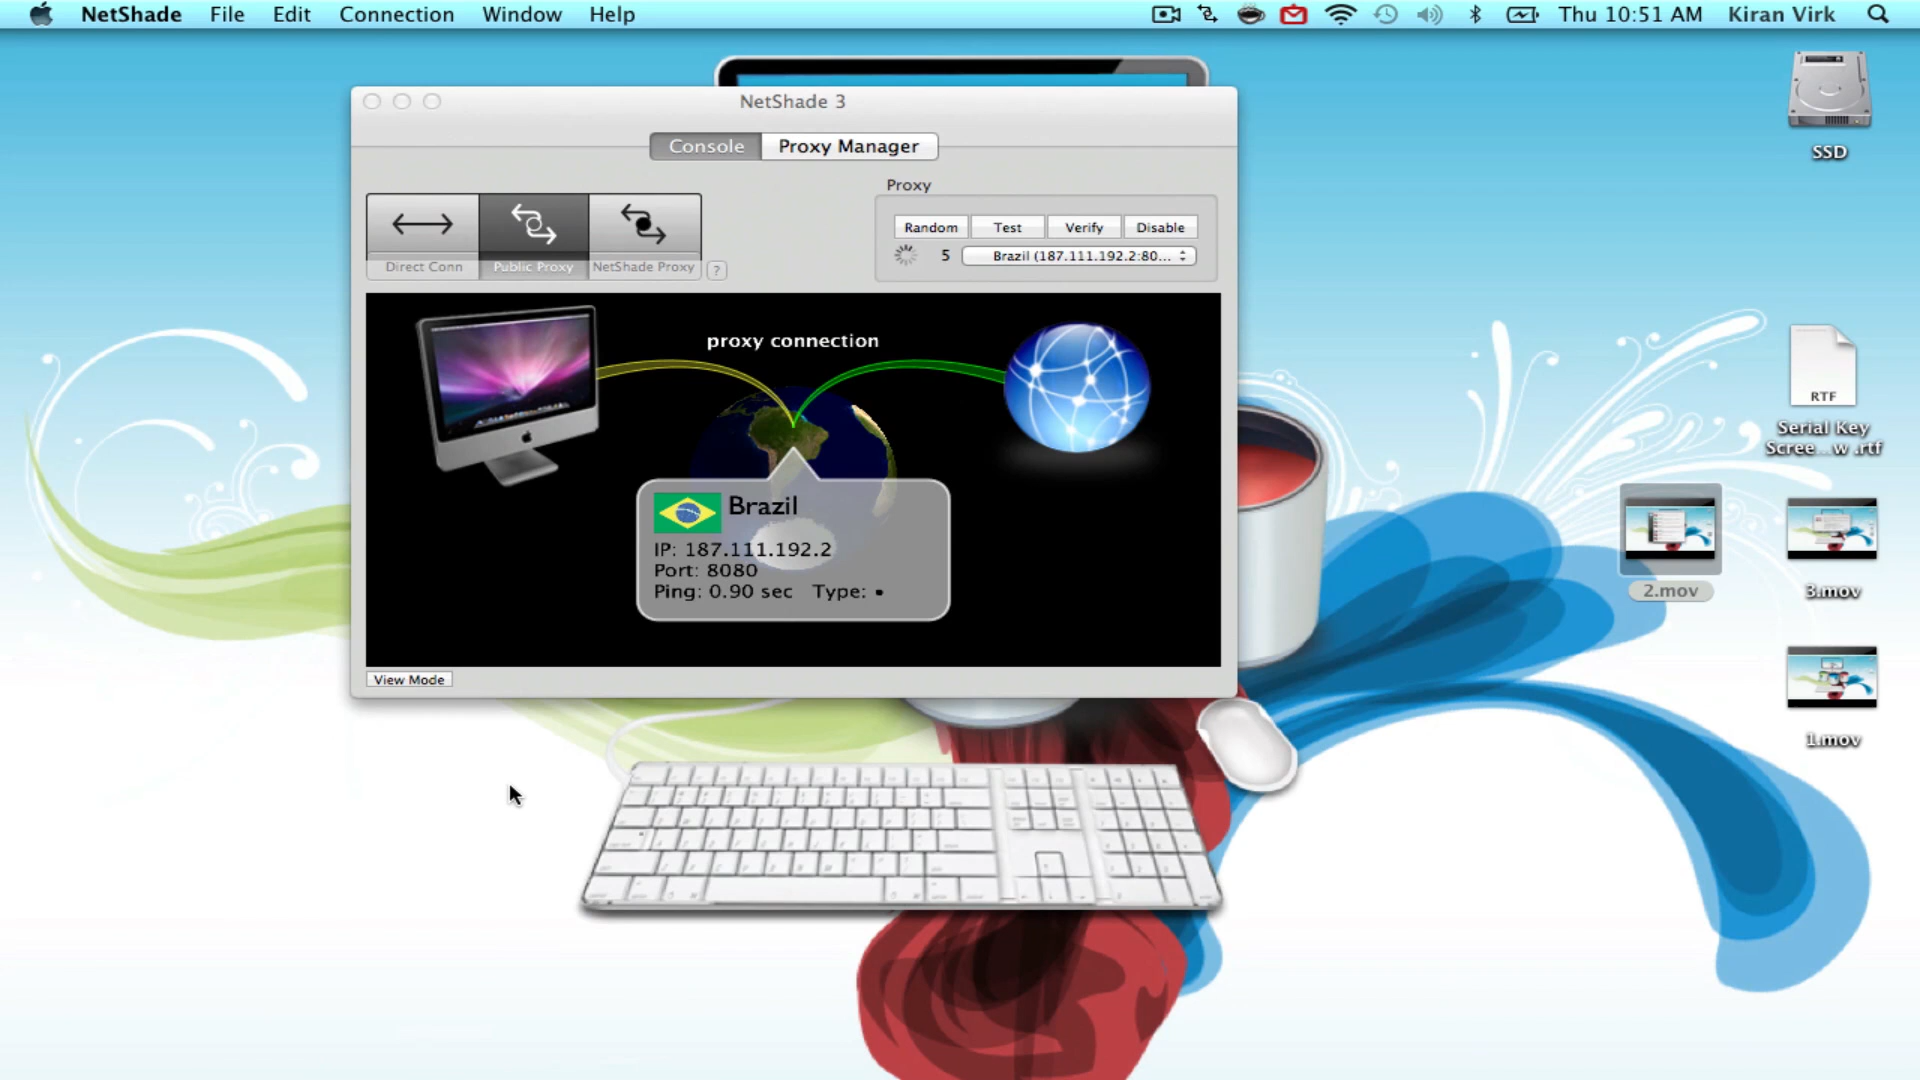 NetShade File Edit Connection Window Help
Thu 10:51 AM Kiran Virk
NetShade 3
Console Proxy Manager
Proxy
Random Test Verify Disable
5 Brazil (187.111.192.2:80...
Direct Conn Public Proxy NetShade Proxy ?
proxy connection
Brazil
IP: 187.111.192.2
Port: 8080
Ping: 0.90 sec Type: •
View Mode
SSD
RTF
Serial Key
Scree...w .rtf
2.mov
3.mov
1.mov